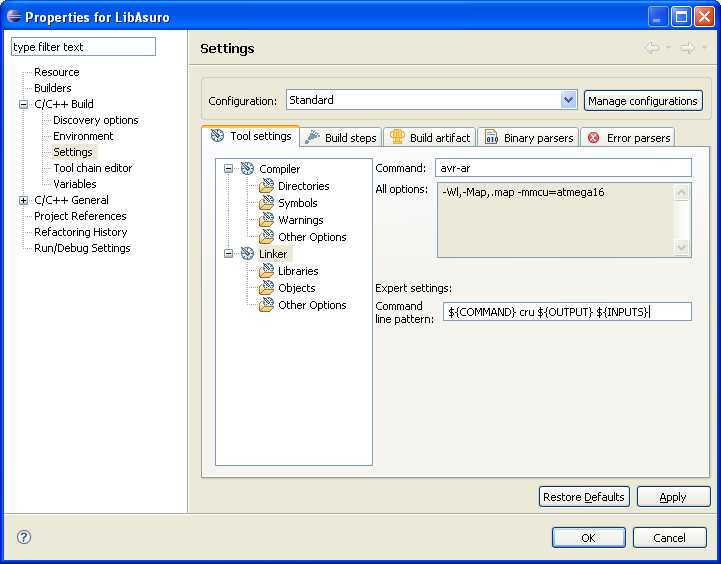 Properties for LibAsuro
type filter text
Resource
Builders
C/C++ Build
Discovery options
Environment
Settings
Tool chain editor
Variables
C/C++ General
Project References
Refactoring History
Run/Debug Settings
Settings
Configuration: Standard Manage configurations
Tool settings Build steps Build artifact Binary parsers Error parsers
Compiler
Directories
Symbols
Warnings
Other Options
Linker
Libraries
Objects
Other Options
Command: avr-ar
All options: -Wl,-Map,.map -mmcu=atmega16
Expert settings:
Command
line pattern: ${COMMAND} cru ${OUTPUT} ${INPUTS}
Restore Defaults Apply
OK Cancel